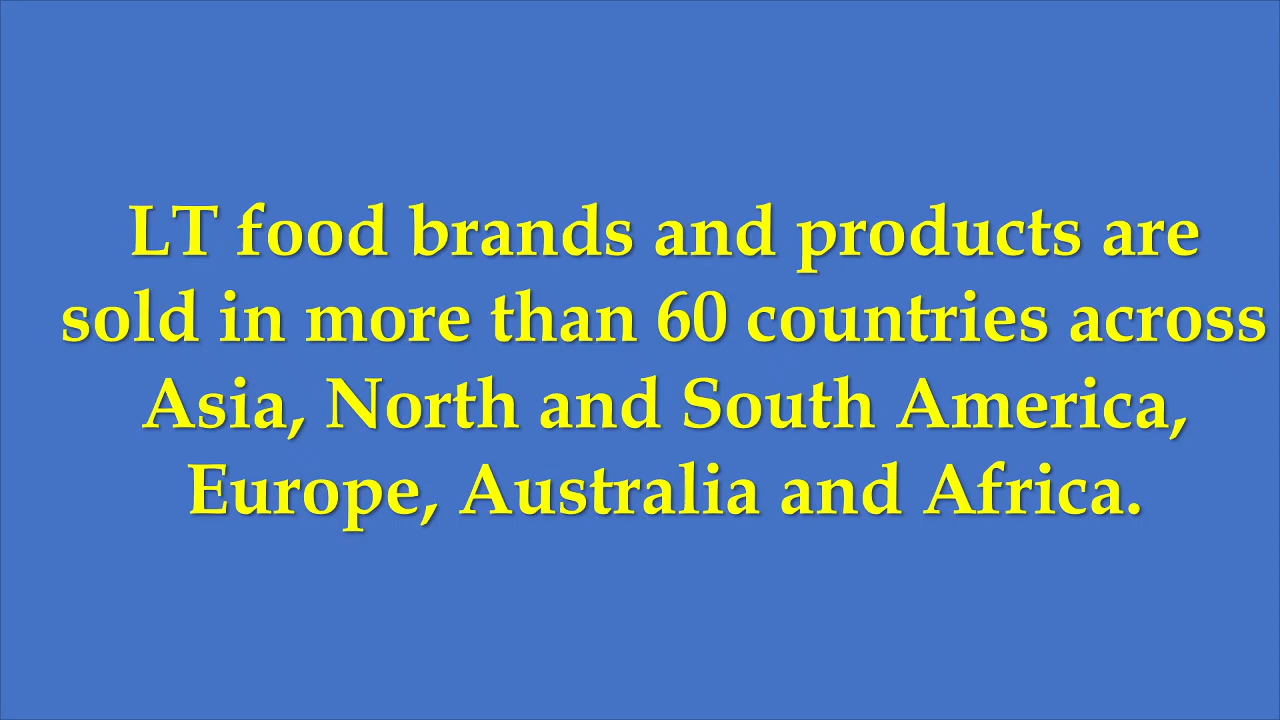 LT food brands and products are
sold in more than 60 countries across
Asia, North and South America,
Europe, Australia and Africa.